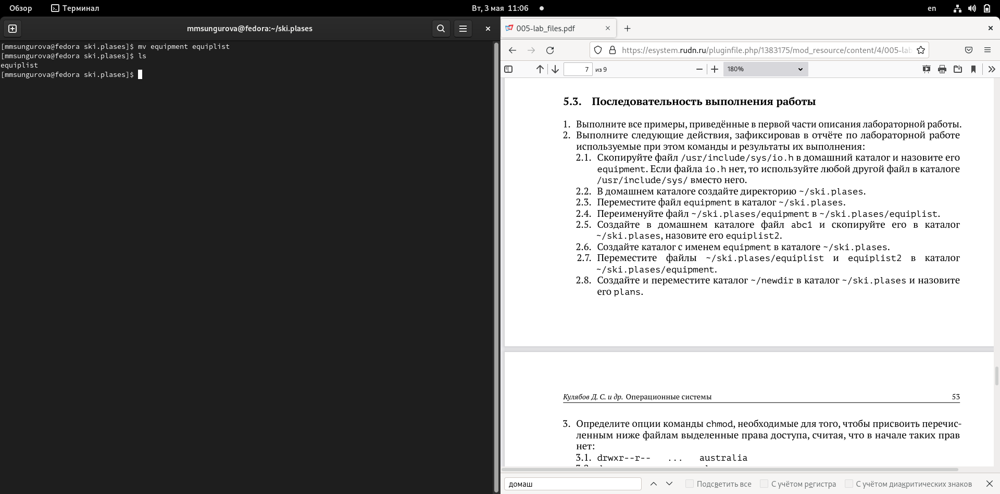 Обзор Терминал Вт, 3 мая 11:06 en
mmsungurova@fedora:~/ski.plases
[mmsungurova@fedora ski.plases]$ mv equipment equiplist
[mmsungurova@fedora ski.plases]$ ls
equiplist
[mmsungurova@fedora ski.plases]$
005-lab_files.pdf
https://esystem.rudn.ru/pluginfile.php/1383175/mod_resource/content/4/005-lab
7 из 9 180%
5.3. Последовательность выполнения работы
1. Выполните все примеры, приведённые в первой части описания лабораторной работы.
2. Выполните следующие действия, зафиксировав в отчёте по лабораторной работе
используемые при этом команды и результаты их выполнения:
2.1. Скопируйте файл /usr/include/sys/io.h в домашний каталог и назовите его
equipment. Если файла io.h нет, то используйте любой другой файл в каталоге
/usr/include/sys/ вместо него.
2.2. В домашнем каталоге создайте директорию ~/ski.plases.
2.3. Переместите файл equipment в каталог ~/ski.plases.
2.4. Переименуйте файл ~/ski.plases/equipment в ~/ski.plases/equiplist.
2.5. Создайте в домашнем каталоге файл abc1 и скопируйте его в каталог
~/ski.plases, назовите его equiplist2.
2.6. Создайте каталог с именем equipment в каталоге ~/ski.plases.
2.7. Переместите файлы ~/ski.plases/equiplist и equiplist2 в каталог
~/ski.plases/equipment.
2.8. Создайте и переместите каталог ~/newdir в каталог ~/ski.plases и назовите
его plans.
Кулябов Д. С. и др. Операционные системы 53
3. Определите опции команды chmod, необходимые для того, чтобы присвоить перечис-
ленным ниже файлам выделенные права доступа, считая, что в начале таких прав
нет:
3.1. drwxr--r-- ... australia
домаш Подсветить все С учётом регистра С учётом диакритических знаков